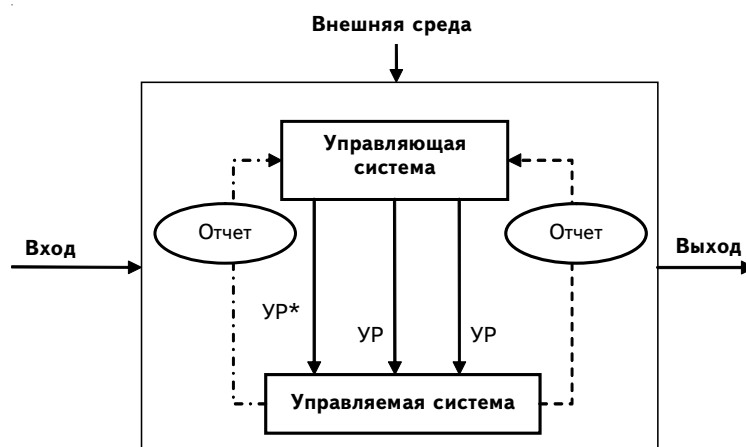 Внешняя среда
Управляющая
система
Отчет
Отчет
Вход
Выход
УР*
УР
УР
Управляемая система